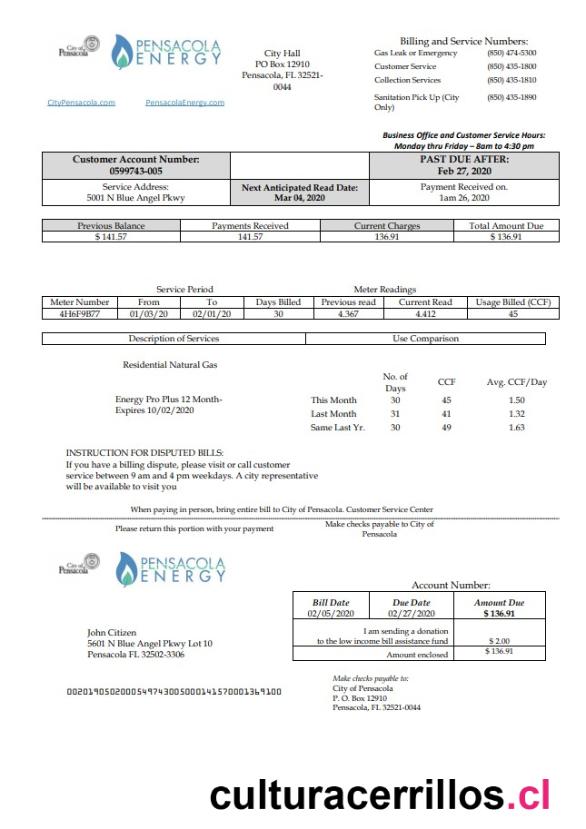 City of
Pensacola
PENSACOLA
ENERGY
City Hall
PO Box 12910
Pensacola, FL 32521-
0044
Billing and Service Numbers:
Gas Leak or Emergency (850) 474-5300
Customer Service (850) 435-1800
Collection Services (850) 435-1810
Sanitation Pick Up (City (850) 435-1890
Only)
CityPensacola.com PensacolaEnergy.com
Business Office and Customer Service Hours:
Monday thru Friday – 8am to 4:30 pm
Customer Account Number:
0599743-005
PAST DUE AFTER:
Feb 27, 2020
Service Address:
5001 N Blue Angel Pkwy
Next Anticipated Read Date:
Mar 04, 2020
Payment Received on.
1am 26, 2020
Previous Balance Payments Received Current Charges Total Amount Due
$ 141.57 141.57 136.91 $ 136.91
Service Period Meter Readings
Meter Number From To Days Billed Previous read Current Read Usage Billed (CCF)
4H6F9B77 01/03/20 02/01/20 30 4.367 4.412 45
Description of Services Use Comparison
Residential Natural Gas
No. of
Days CCF Avg. CCF/Day
Energy Pro Plus 12 Month-
Expires 10/02/2020
This Month 30 45 1.50
Last Month 31 41 1.32
Same Last Yr. 30 49 1.63
INSTRUCTION FOR DISPUTED BILLS:
If you have a billing dispute, please visit or call customer
service between 9 am and 4 pm weekdays. A city representative
will be available to visit you
When paying in person, bring entire bill to City of Pensacola. Customer Service Center
Please return this portion with your payment
Make checks payable to City of
Pensacola
City of
Pensacola
PENSACOLA
ENERGY
Account Number:
Bill Date Due Date Amount Due
02/05/2020 02/27/2020 $ 136.91
I am sending a donation
to the low income bill assistance fund $ 2.00
Amount enclosed $ 136.91
John Citizen
5601 N Blue Angel Pkwy Lot 10
Pensacola FL 32502-3306
Make checks payable to:
City of Pensacola
P. O. Box 12910
Pensacola, FL 32521-0044
002019050200054974300500014157000136​9100
culturacerrillos.cl